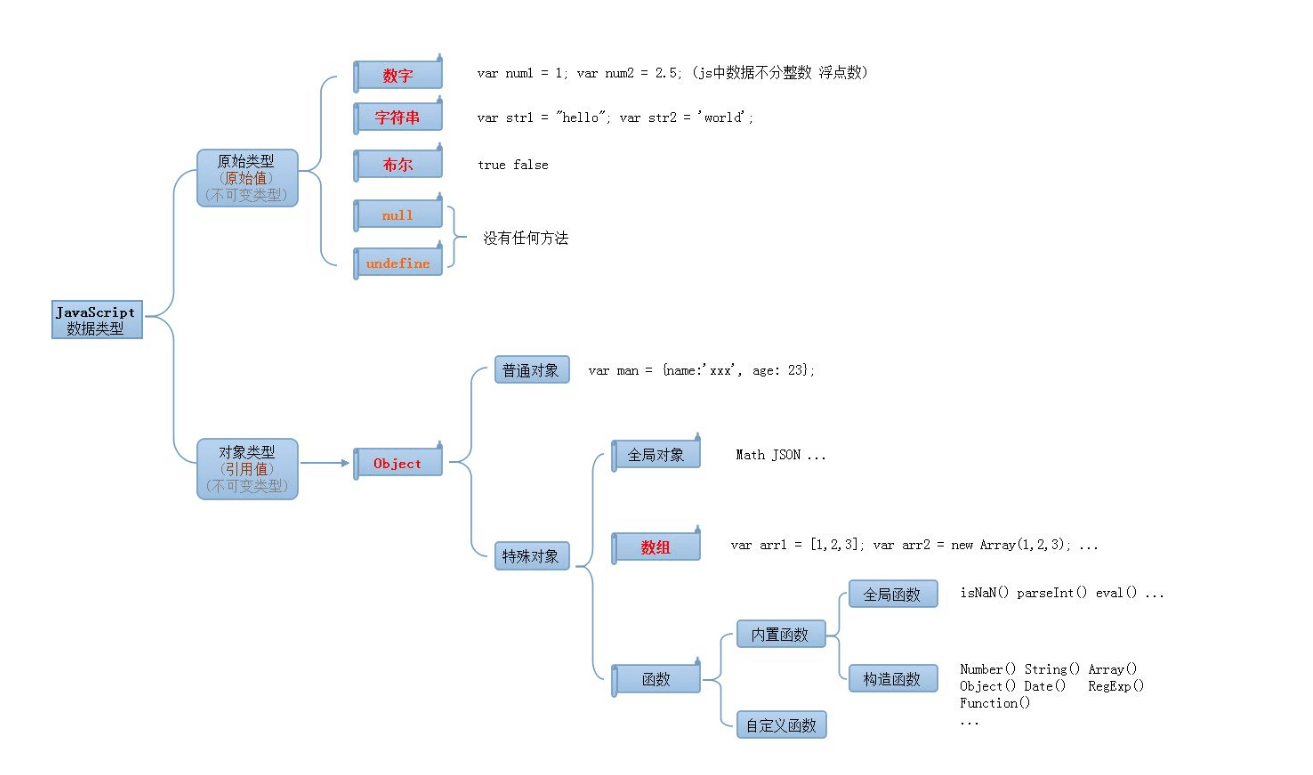 数字
var num1 = 1; var num2 = 2.5; (js中数据不分整数 浮点数)
字符串
var str1 = "hello"; var str2 = 'world';
原始类型
(原始值)
(不可变类型)
布尔
true false
null
没有任何方法
undefine
JavaScript
数据类型
普通对象
var man = {name:'xxx', age: 23};
对象类型
(引用值)
(不可变类型)
Object
全局对象
Math JSON ...
特殊对象
数组
var arr1 = [1,2,3]; var arr2 = new Array(1,2,3); ...
全局函数
isNaN() parseInt() eval() ...
内置函数
函数
构造函数
Number() String() Array()
Object() Date() RegExp()
Function()
...
自定义函数